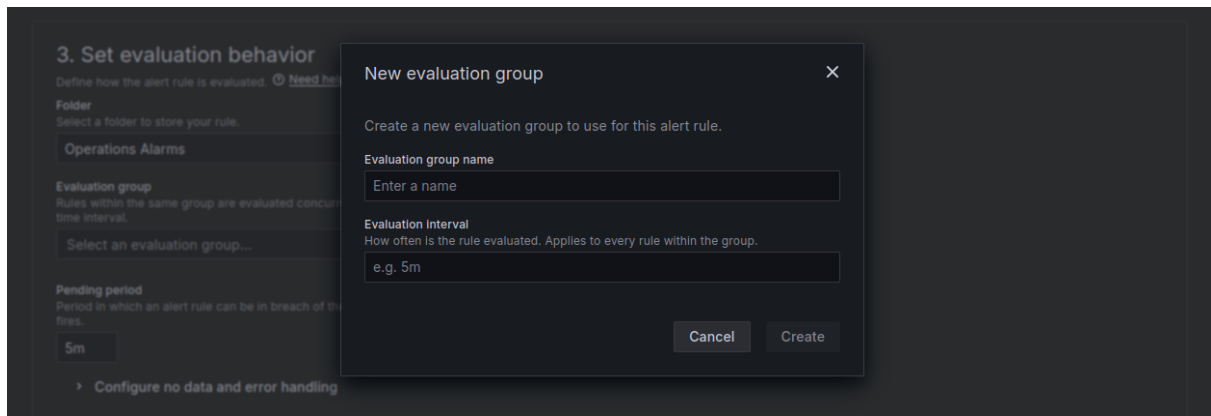 3. Set evaluation behavior
Define how the alert rule is evaluated. Need hel
Folder
Select a folder to store your rule.
Operations Alarms
Evaluation group
Rules within the same group are evaluated concurr
time interval.
Select an evaluation group...
Pending period
Period in which an alert rule can be in breach of the
fires.
5m
Configure no data and error handling
New evaluation group
Create a new evaluation group to use for this alert rule.
Evaluation group name
Enter a name
Evaluation interval
How often is the rule evaluated. Applies to every rule within the group.
e.g. 5m
Cancel
Create